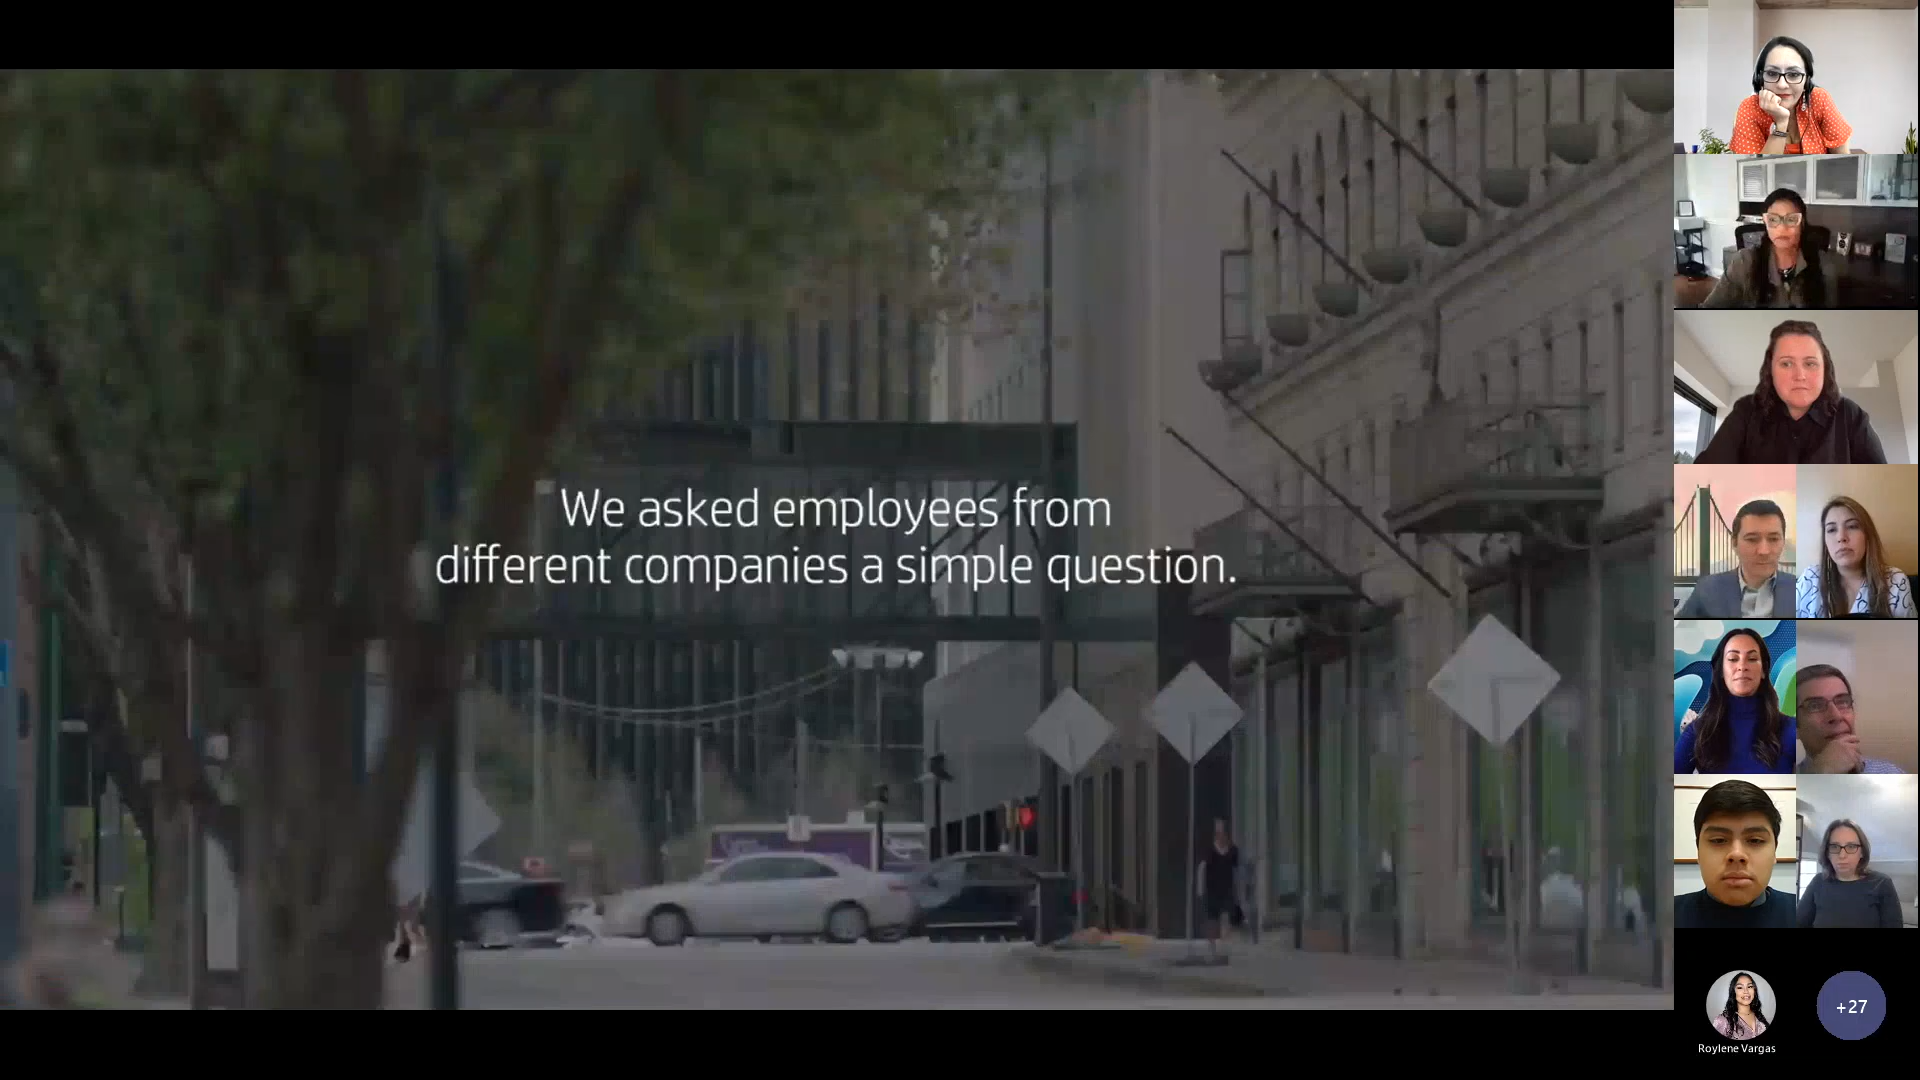 We asked employees from
different companies a simple question.
Roylene Vargas
+27